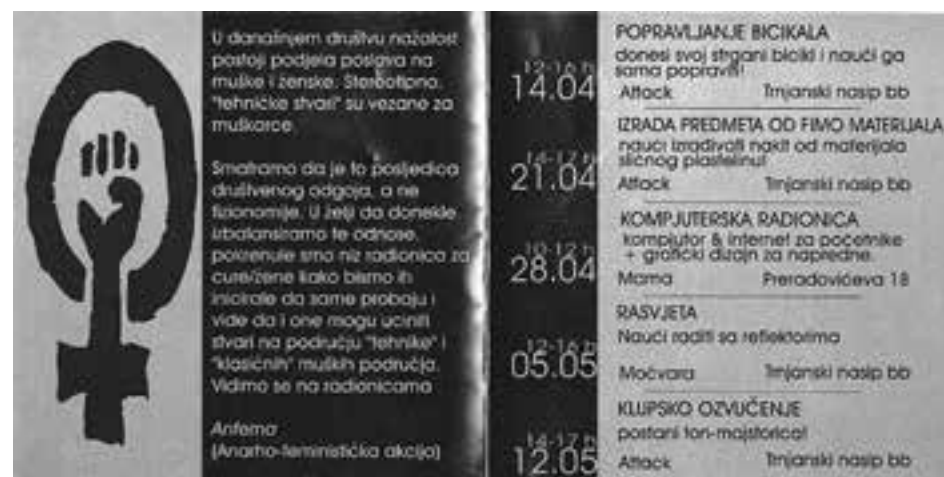 U današnjem društvu nažalost
postoji podjela poslova na
muške i ženske. Stereotipno,
"tehničke stvari" su vezane za
muškarce.
Smatramo da je to posljedica
društvenog odgoja, a ne
fizionomije. U želji da donekle
izbalansiramo te odnose,
pokrenule smo niz radionica za
cure/žene kako bismo ih
inicirale da same probaju i
vide da i one mogu učiniti
stvari na području "tehnike" i
"klasičnih" muških područja.
Vidimo se na radionicama
Anfema
(Anarho-feministička akcija)
12-16 h
14.04
POPRAVLJANJE BICIKALA
donesi svoj strgani bicikl i nauči ga
sama popraviti!
Attack Trnjanski nasip bb
14-17 h
21.04
IZRADA PREDMETA OD FIMO MATERIJALA
nauči izrađivati nakit od materijala
sličnog plastelinu!
Attack Trnjanski nasip bb
10-12 h
28.04
KOMPJUTERSKA RADIONICA
kompjutor & internet za početnike
+ grafički dizajn za napredne.
Mama Preradovićeva 18
12-16 h
05.05
RASVJETA
Nauči raditi sa reflektorima
Močvara Trnjanski nasip bb
14-17 h
12.05
KLUPSKO OZVUČENJE
postani ton-majstorica!
Attack Trnjanski nasip bb